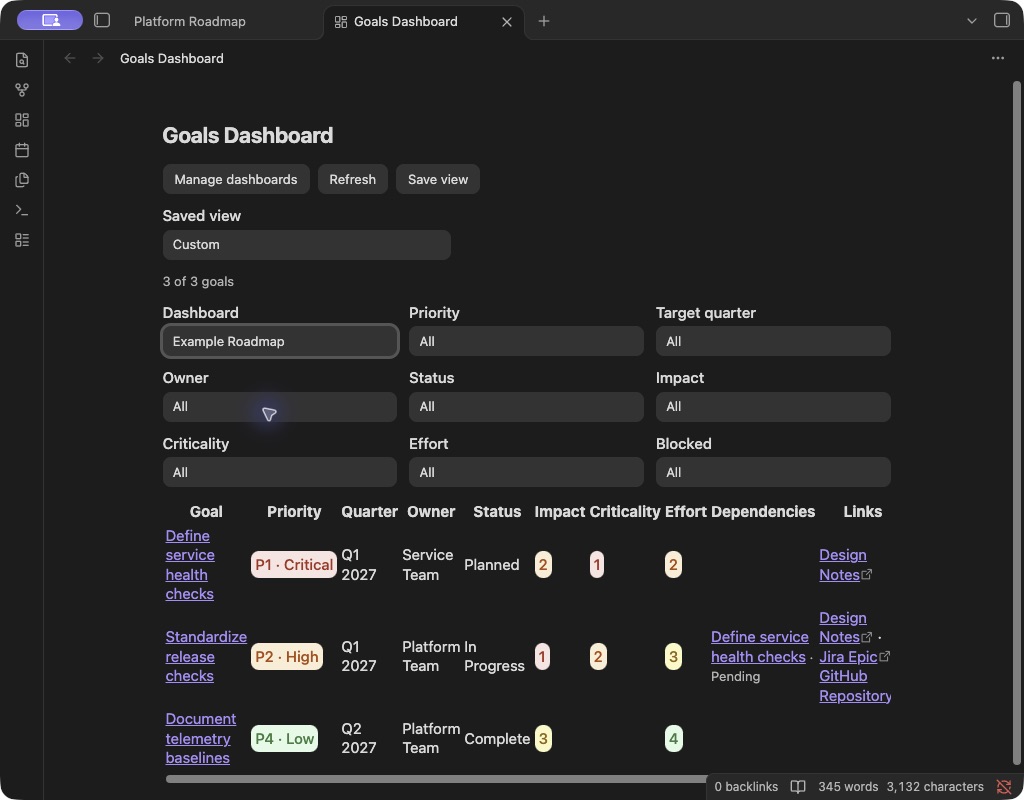 Platform Roadmap
Goals Dashboard
Goals Dashboard
Goals Dashboard
Manage dashboards
Refresh
Save view
Saved view
Custom
3 of 3 goals
Dashboard Priority Target quarter
Example Roadmap All All
Owner Status Impact
All All All
Criticality Effort Blocked
All All All
Goal Priority Quarter Owner Status Impact Criticality Effort Dependencies Links
Define
service
health
checks
P1 · Critical
Q1
2027
Service
Team
Planned
2
1
2
Design
Notes
Standardize
release
checks
P2 · High
Q1
2027
Platform
Team
In
Progress
1
2
3
Define service
health checks ·
Pending
Design
Notes ·
Jira Epic
GitHub
Repository
Document
telemetry
baselines
P4 · Low
Q2
2027
Platform
Team
Complete
3
4
0 backlinks 345 words 3,132 characters